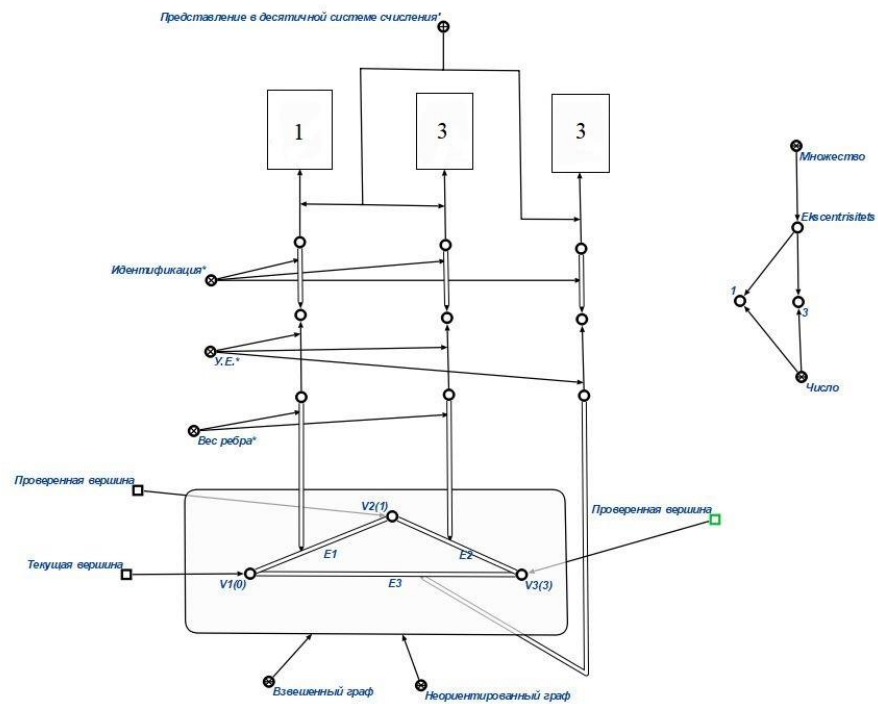 Представление в десятичной системе счисления'
1
3
3
Множество
Ekscentrisitets
Идентификация*
1
3
У.Е.*
Число
Вес ребра*
Проверенная вершина
V2(1)
Проверенная вершина
E1
E2
Текущая вершина
V1(0)
E3
V3(3)
Взвешенный граф
Неориентированный граф